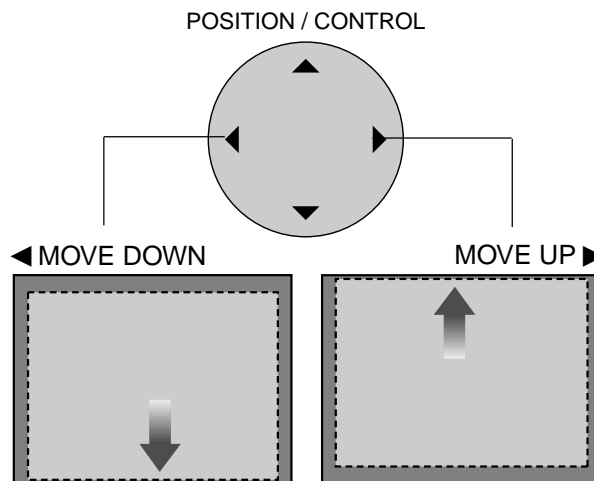 POSITION / CONTROL
◀ MOVE DOWN
MOVE UP ▶